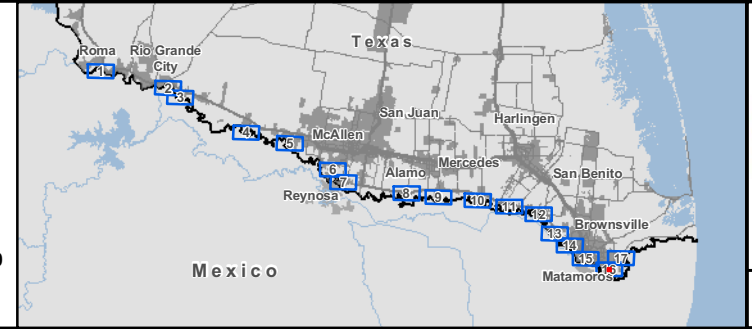 Texas
Roma
Rio Grande
City
1
2
3
San Juan
Harlingen
4
McAllen
5
Mercedes
6
Alamo
San Benito
7
Reynosa
8
9
10
11
12
Brownsville
13
14
15
17
Mexico
16
Matamoros